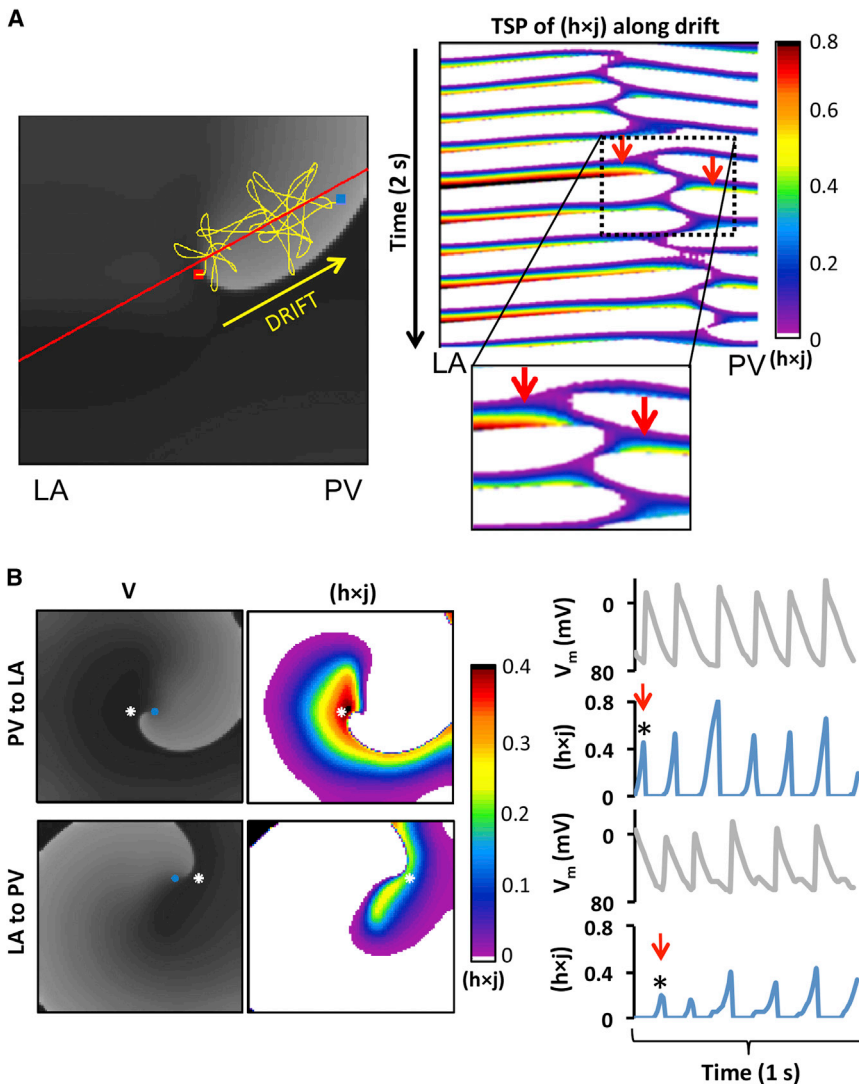 A
TSP of (h×j) along drift
Time (2 s)
DRIFT
0.8
0.6
0.4
0.2
0
(h×j)
LA
PV
LA
PV
B
V
(h×j)
PV to LA
LA to PV
0.4
0.3
0.2
0.1
0
(h×j)
Vm (mV)
0
80
(h×j)
0.8
0.4
0
*
Vm (mV)
0
80
(h×j)
0.8
0.4
0
*
Time (1 s)